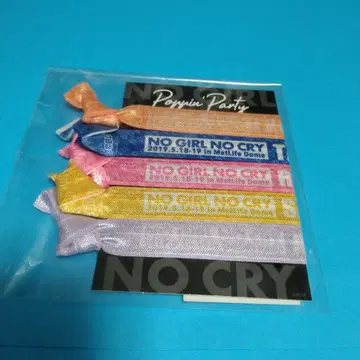 NO GIRL
Poppin' Party
NO GIRL NO CRY
2019.5.18-19 in MetLife Dome
NO GIRL NO CRY
2019.5.18-19 in MetLife Dome
NO GIRL NO CRY
2019.5.18-19 in MetLife Dome
NO CRY